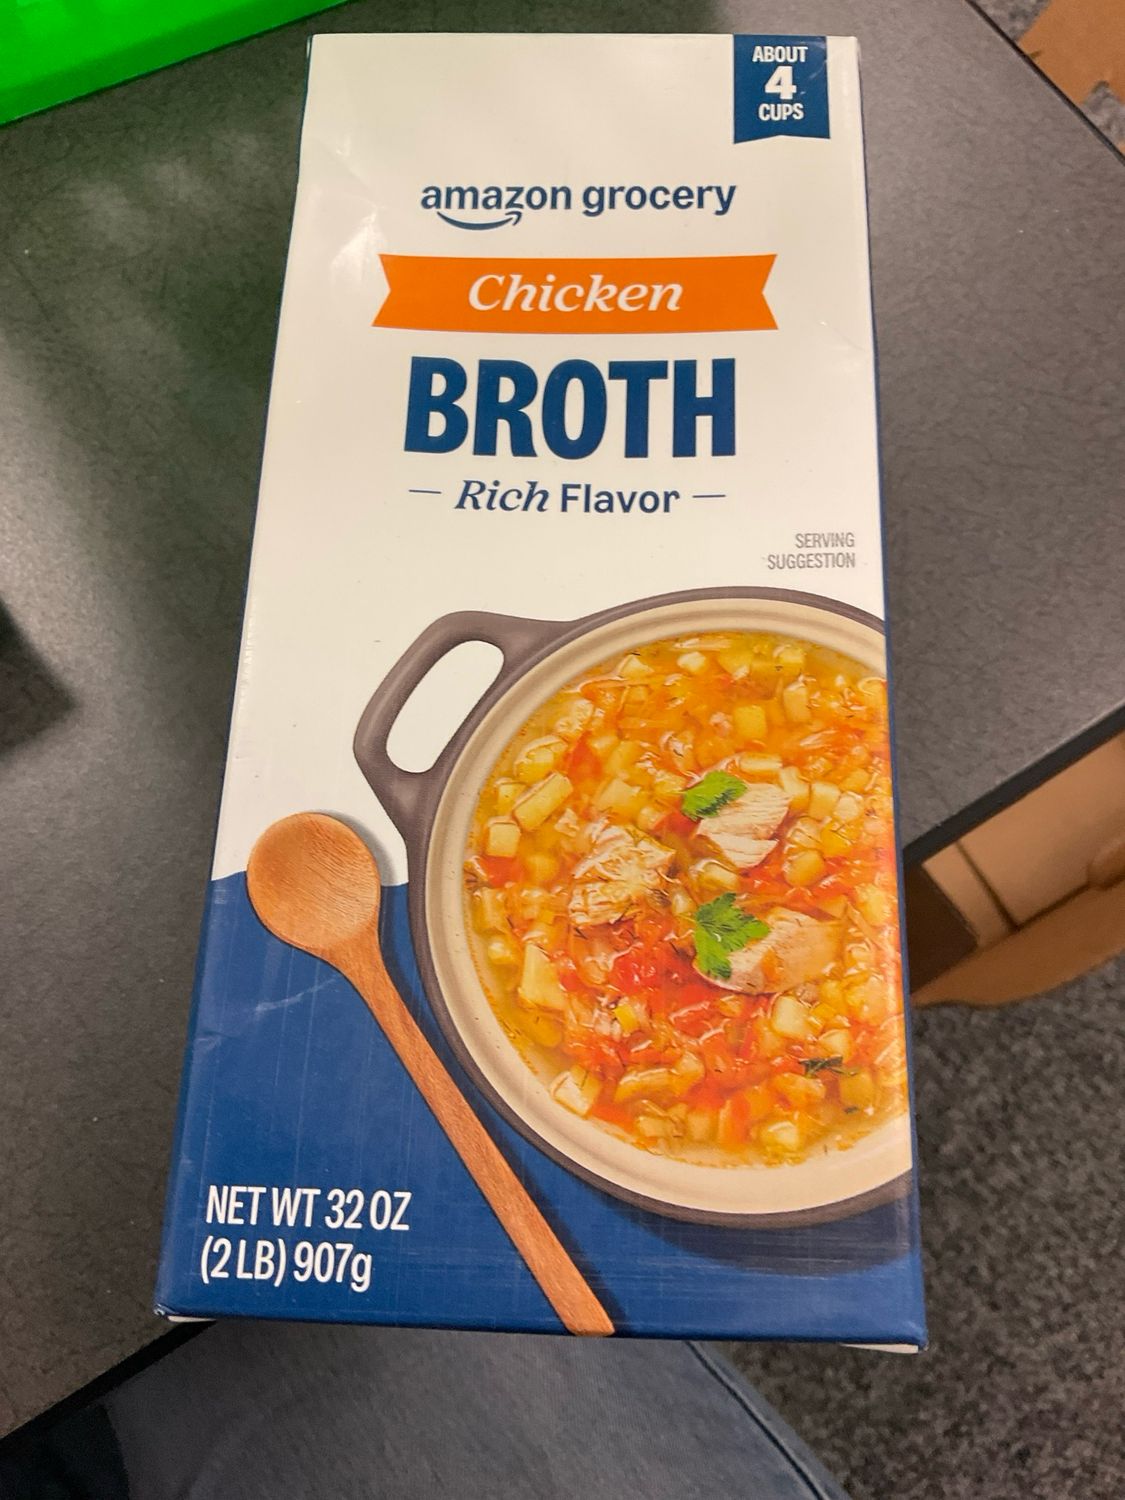 ABOUT
4
CUPS
amazon grocery
Chicken
BROTH
Rich Flavor
SERVING
SUGGESTION
NET WT 32 OZ
(2 LB) 907g